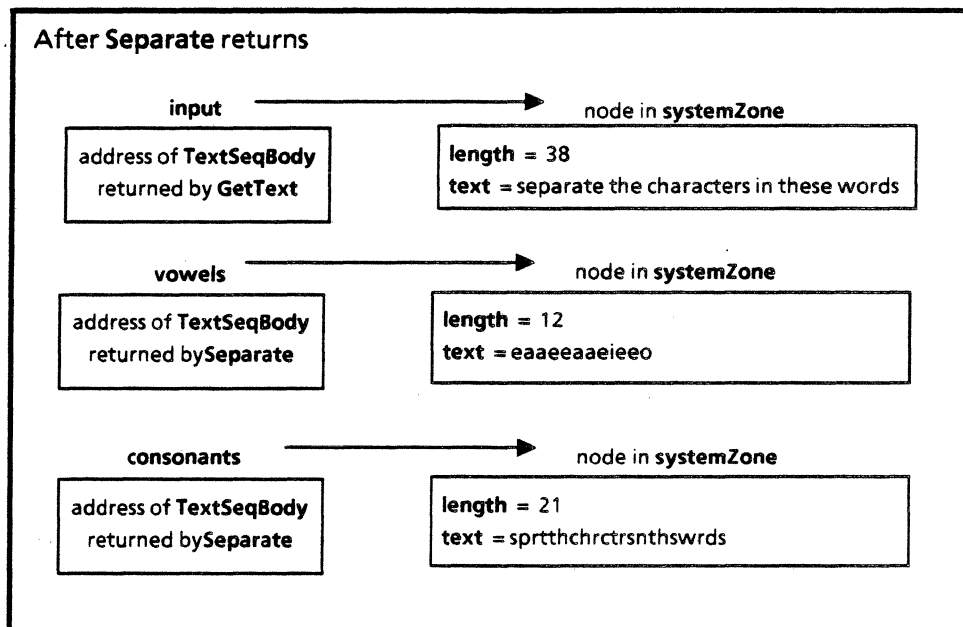 After Separate returns
input
node in systemZone
address of TextSeqBody
returned by GetText
length = 38
text = separate the characters in these words
vowels
node in systemZone
address of TextSeqBody
returned bySeparate
length = 12
text = eaaeeaaeieeo
consonants
node in systemZone
address of TextSeqBody
returned bySeparate
length = 21
text = sprtthchrctrsnthswrds